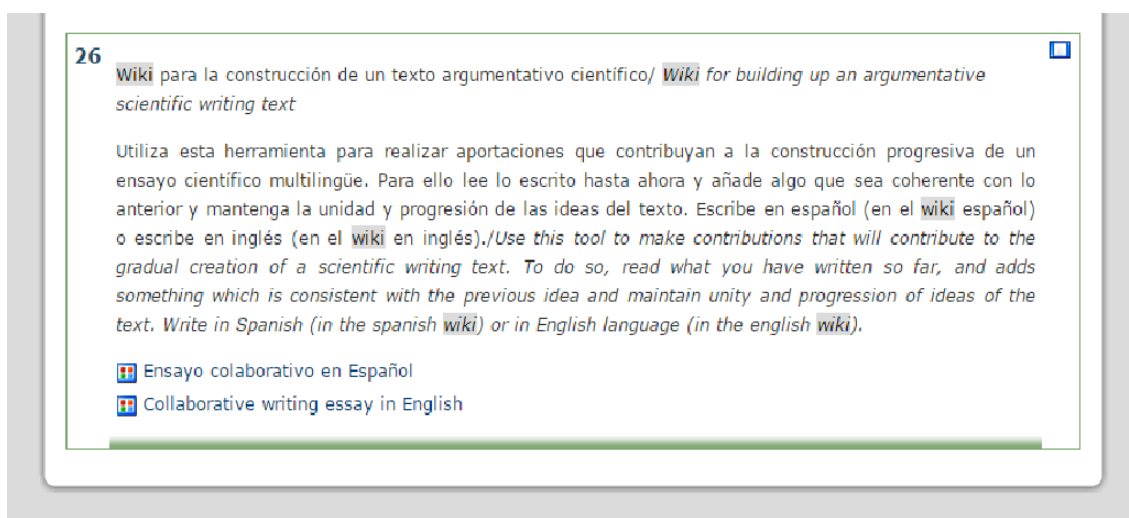 26
Wiki para la construcción de un texto argumentativo científico/ Wiki for building up an argumentative
scientific writing text
Utiliza esta herramienta para realizar aportaciones que contribuyan a la construcción progresiva de un
ensayo científico multilingüe. Para ello lee lo escrito hasta ahora y añade algo que sea coherente con lo
anterior y mantenga la unidad y progresión de las ideas del texto. Escribe en español (en el wiki español)
o escribe en inglés (en el wiki en inglés)./Use this tool to make contributions that will contribute to the
gradual creation of a scientific writing text. To do so, read what you have written so far, and adds
something which is consistent with the previous idea and maintain unity and progression of ideas of the
text. Write in Spanish (in the spanish wiki) or in English language (in the english wiki).
Ensayo colaborativo en Español
Collaborative writing essay in English